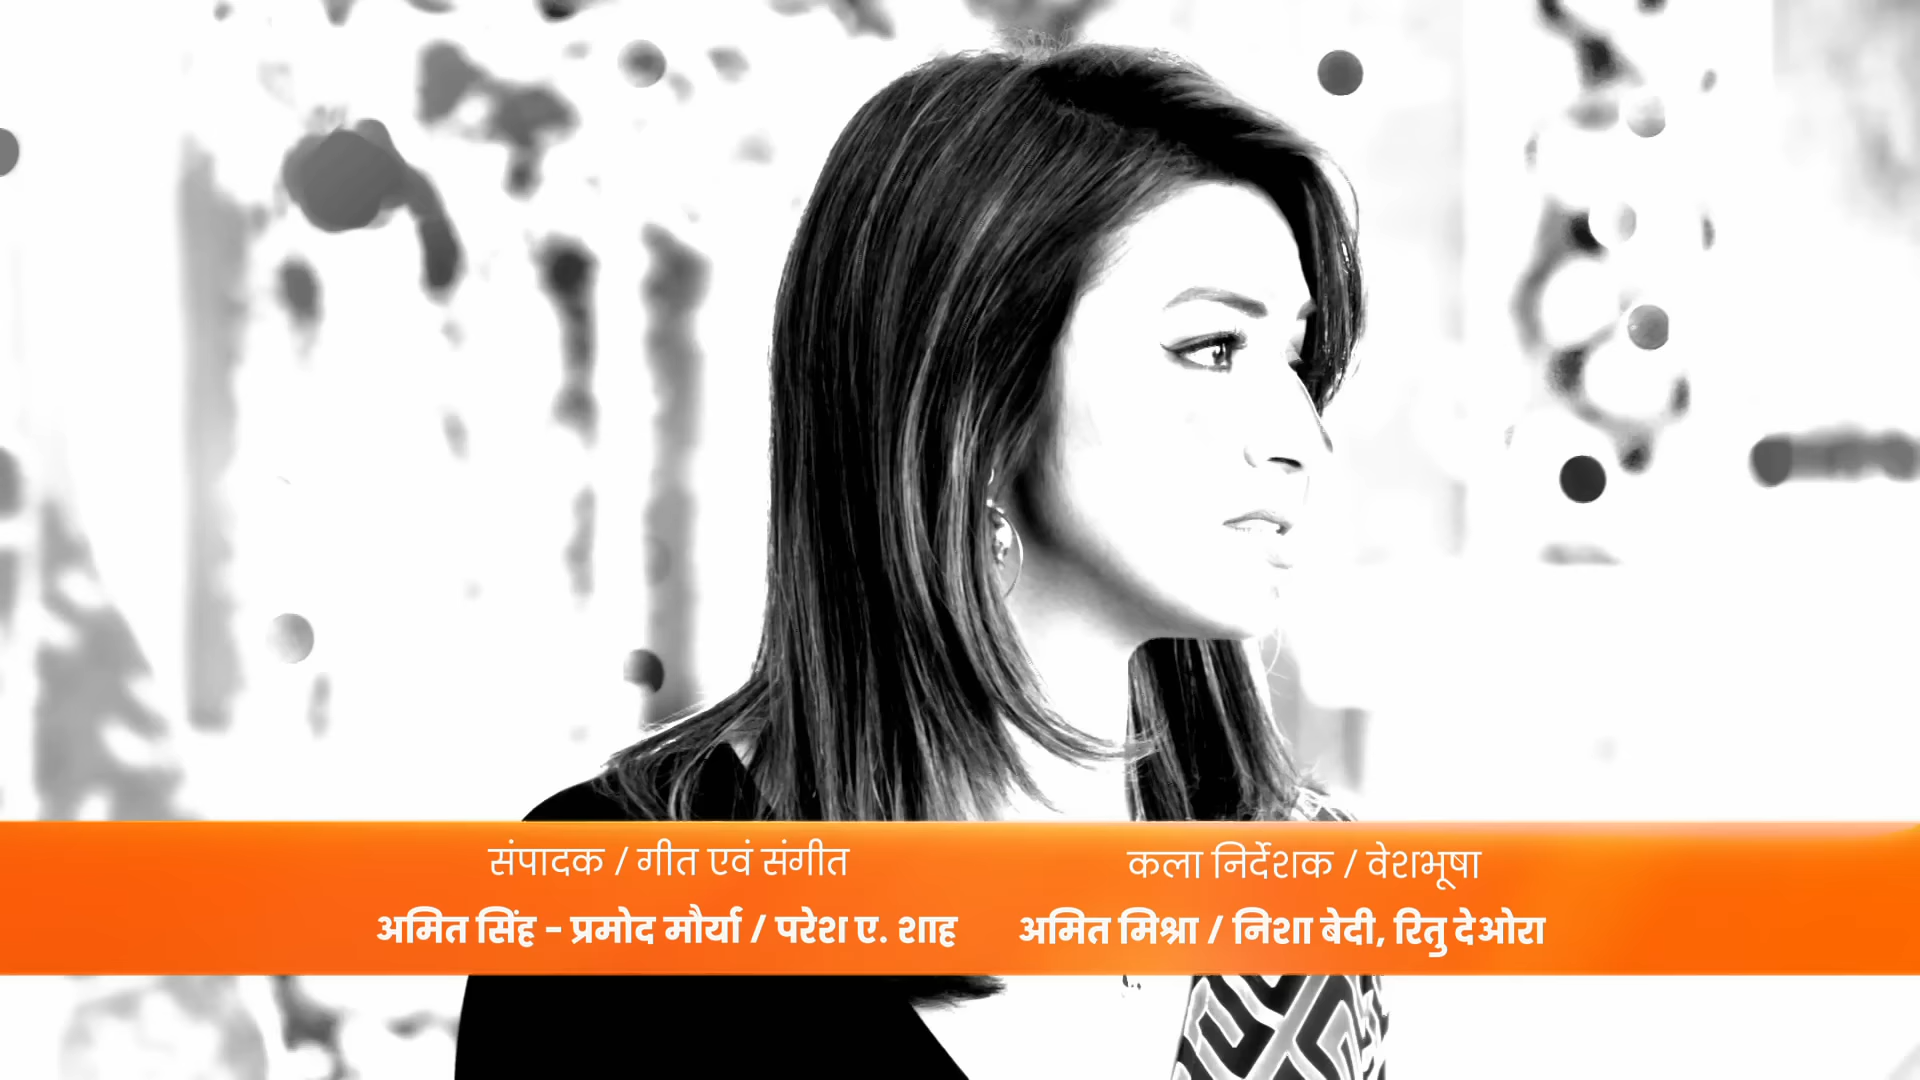 संपादक / गीत एवं संगीत
अमित सिंह - प्रमोद मौर्या / परेश ए. शाह
कला निर्देशक / वेशभूषा
अमित मिश्रा / निशा बेदी, रितु देओरा